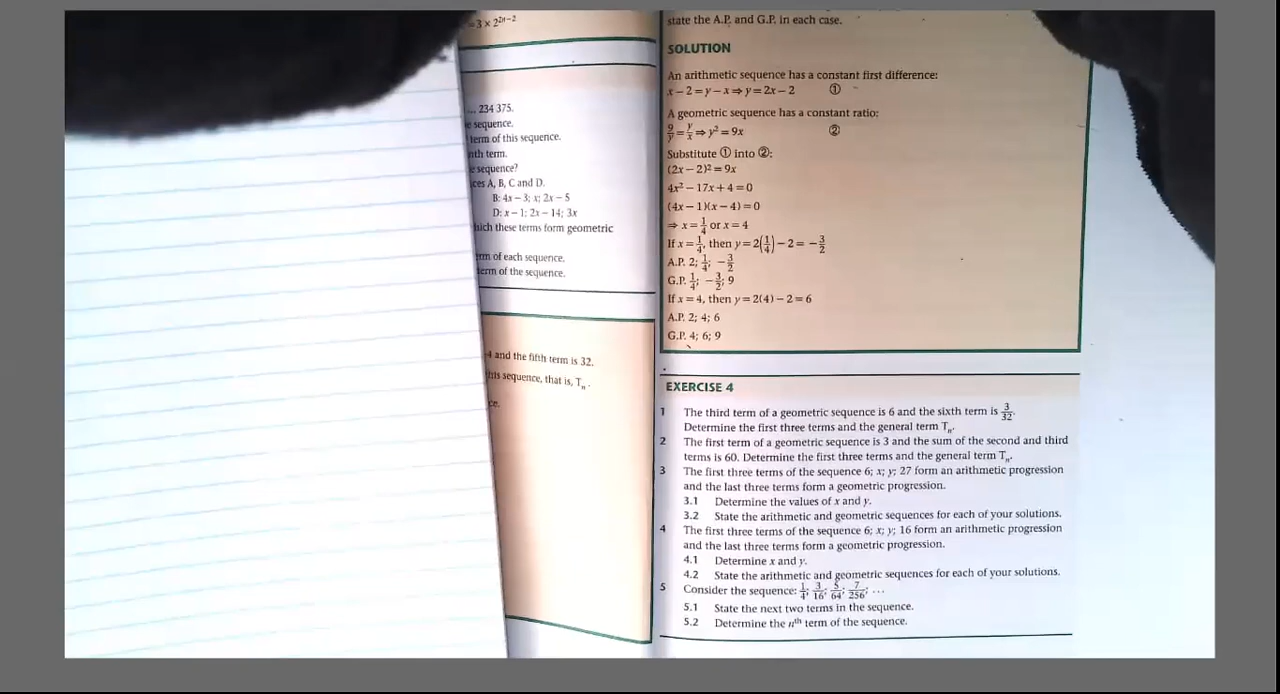 =3 × 2²ⁿ⁻²
... 234 375.
sequence.
term of this sequence.
nth term.
sequence?
A, B, C and D.
B: 4x − 3; x; 2x − 5
D: x − 1; 2x − 14; 3x
which these terms form geometric
of each sequence.
term of the sequence.
4 and the fifth term is 32.
this sequence, that is, Tₙ.
state the A.P. and G.P. in each case.
SOLUTION
An arithmetic sequence has a constant first difference:
x − 2 = y − x ⇒ y = 2x − 2 ①
A geometric sequence has a constant ratio:
9/y = y/x ⇒ y² = 9x ②
Substitute ① into ②:
(2x − 2)² = 9x
4x² − 17x + 4 = 0
(4x − 1)(x − 4) = 0
⇒ x = 1/4 or x = 4
If x = 1/4, then y = 2(1/4) − 2 = −3/2
A.P. 2; 1/4; −3/2
G.P. 1/4; −3/2; 9
If x = 4, then y = 2(4) − 2 = 6
A.P. 2; 4; 6
G.P. 4; 6; 9
EXERCISE 4
1 The third term of a geometric sequence is 6 and the sixth term is 3/32.
Determine the first three terms and the general term Tₙ.
2 The first term of a geometric sequence is 3 and the sum of the second and third
terms is 60. Determine the first three terms and the general term Tₙ.
3 The first three terms of the sequence 6; x; y; 27 form an arithmetic progression
and the last three terms form a geometric progression.
3.1 Determine the values of x and y.
3.2 State the arithmetic and geometric sequences for each of your solutions.
4 The first three terms of the sequence 6; x; y; 16 form an arithmetic progression
and the last three terms form a geometric progression.
4.1 Determine x and y.
4.2 State the arithmetic and geometric sequences for each of your solutions.
5 Consider the sequence: 1/4; 3/16; 5/64; 7/256; ...
5.1 State the next two terms in the sequence.
5.2 Determine the nᵗʰ term of the sequence.